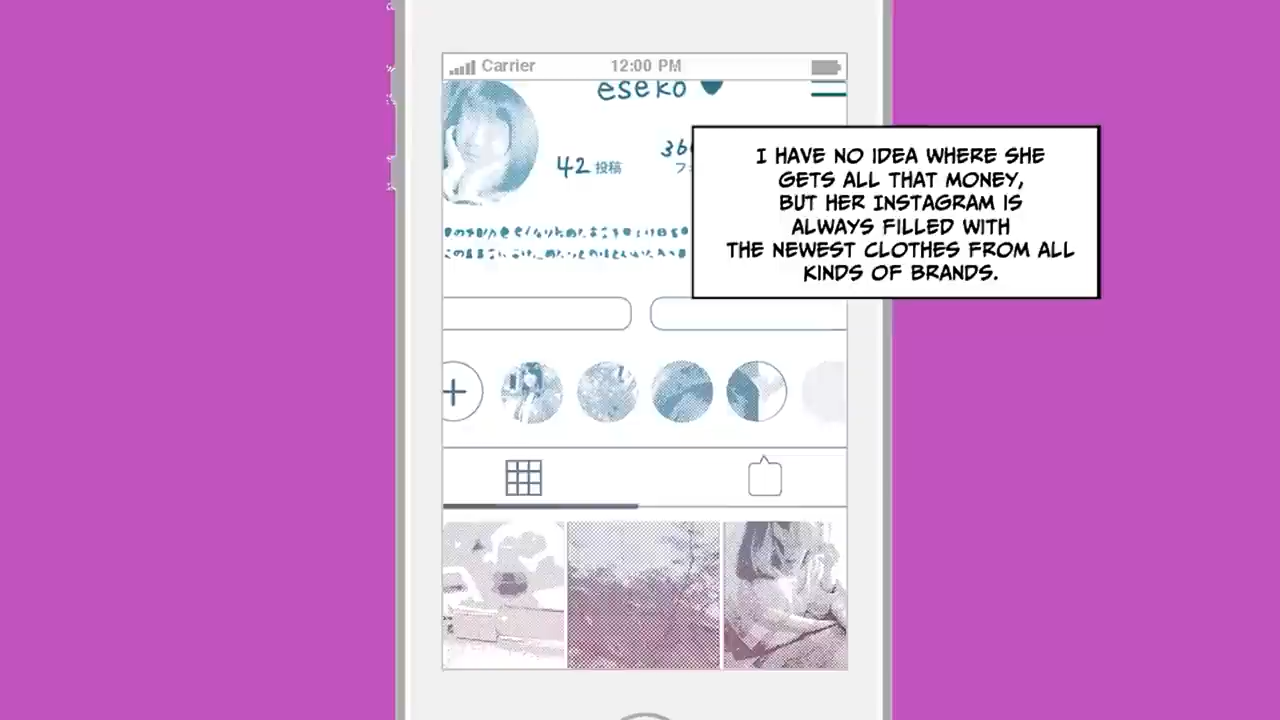 Carrier
12:00 PM
eseko
42 投稿
I HAVE NO IDEA WHERE SHE
GETS ALL THAT MONEY,
BUT HER INSTAGRAM IS
ALWAYS FILLED WITH
THE NEWEST CLOTHES FROM ALL
KINDS OF BRANDS.